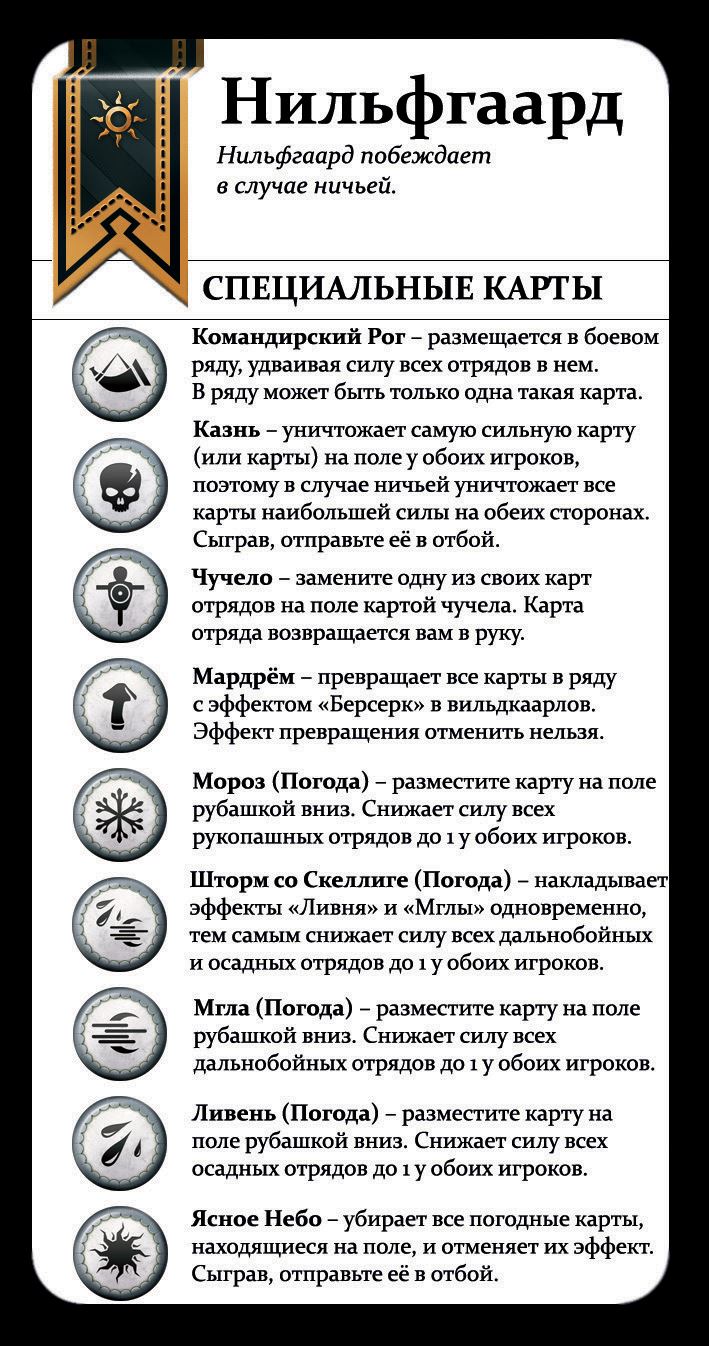 Нильфгаард
Нильфгаард побеждает
в случае ничьей.
СПЕЦИАЛЬНЫЕ КАРТЫ
Командирский Рог – размещается в боевом
ряду, удваивая силу всех отрядов в нем.
В ряду может быть только одна такая карта.
Казнь – уничтожает самую сильную карту
(или карты) на поле у обоих игроков,
поэтому в случае ничьей уничтожает все
карты наибольшей силы на обеих сторонах.
Сыграв, отправьте её в отбой.
Чучело – замените одну из своих карт
отрядов на поле картой чучела. Карта
отряда возвращается вам в руку.
Мардрём – превращает все карты в ряду
с эффектом «Берсерк» в вильдкаарлов.
Эффект превращения отменить нельзя.
Мороз (Погода) – разместите карту на поле
рубашкой вниз. Снижает силу всех
рукопашных отрядов до 1 у обоих игроков.
Шторм со Скеллиге (Погода) – накладывает
эффекты «Ливня» и «Мглы» одновременно,
тем самым снижает силу всех дальнобойных
и осадных отрядов до 1 у обоих игроков.
Мгла (Погода) – разместите карту на поле
рубашкой вниз. Снижает силу всех
дальнобойных отрядов до 1 у обоих игроков.
Ливень (Погода) – разместите карту на
поле рубашкой вниз. Снижает силу всех
осадных отрядов до 1 у обоих игроков.
Ясное Небо – убирает все погодные карты,
находящиеся на поле, и отменяет их эффект.
Сыграв, отправьте её в отбой.